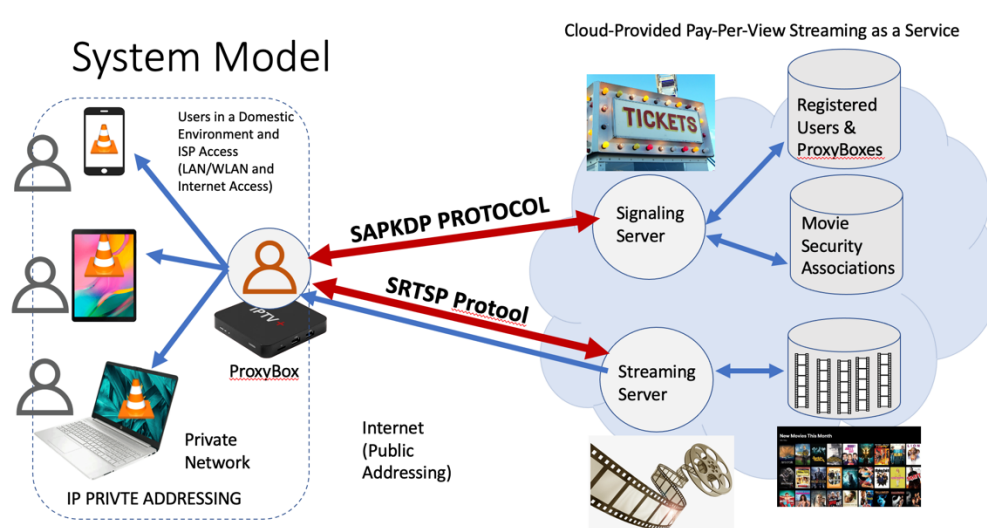 Cloud-Provided Pay-Per-View Streaming as a Service
System Model
Users in a Domestic
Environment and
ISP Access
(LAN/WLAN and
Internet Access)
TICKETS
Registered
Users &
ProxyBoxes
SAPKDP PROTOCOL
Signaling
Server
Movie
Security
Associations
SRTSP Protool
IPTV+
ProxyBox
Streaming
Server
Private
Network
Internet
(Public
Addressing)
IP PRIVTE ADDRESSING
New Movies This Month